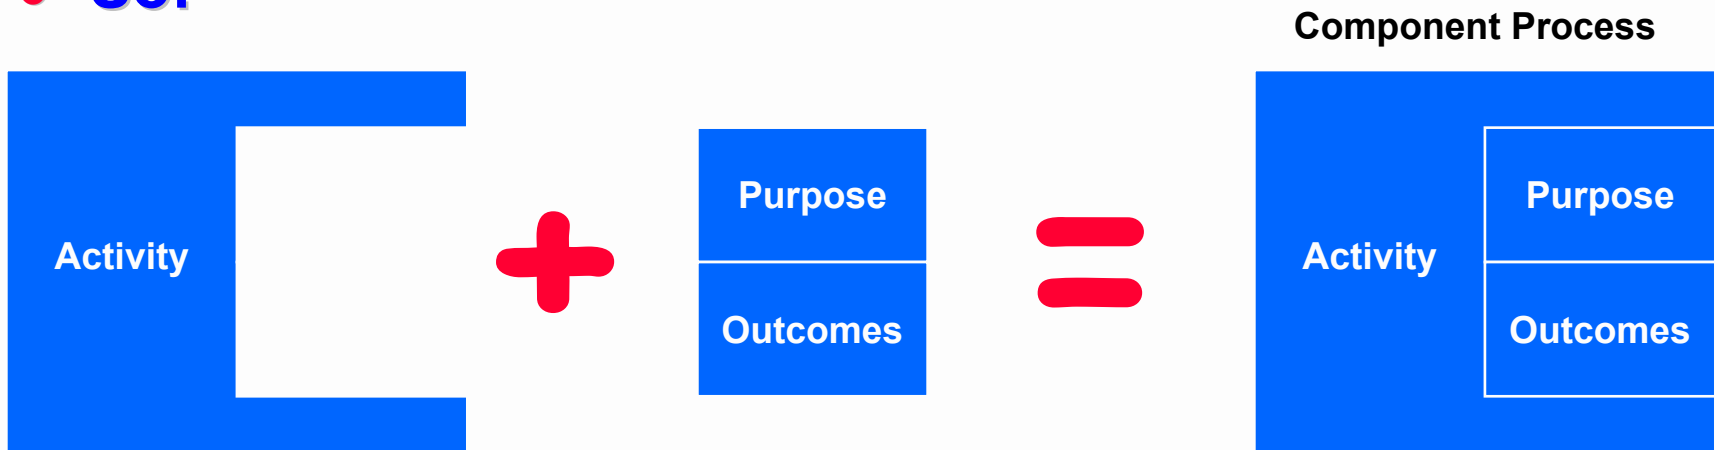 Component Process
Activity
Purpose
Outcomes
Activity
Purpose
Outcomes